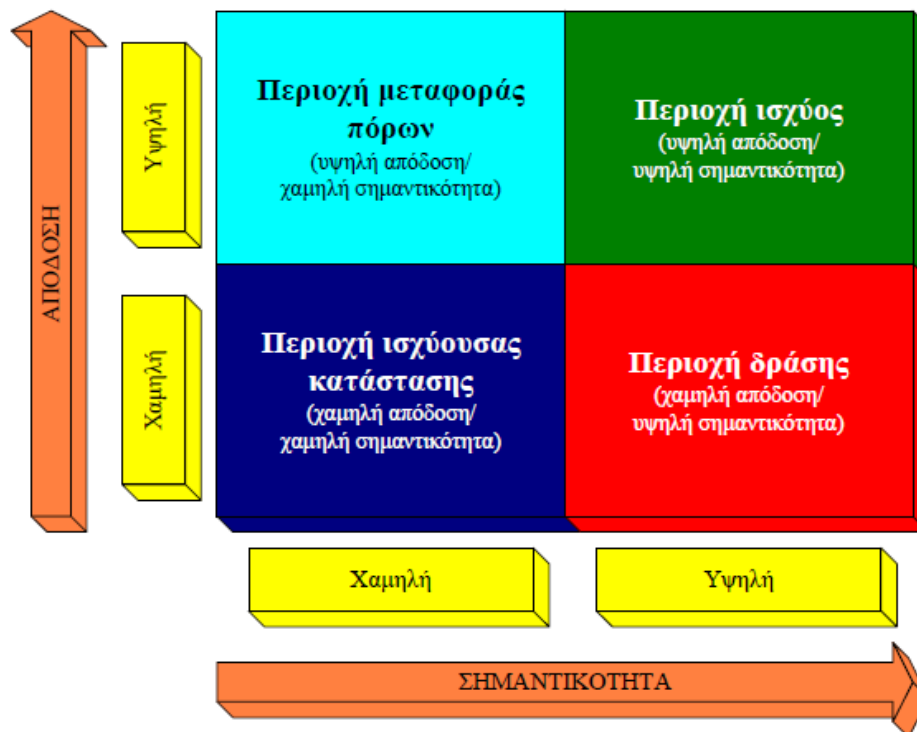 ΑΠΟΔΟΣΗ
Υψηλή
Χαμηλή
Περιοχή μεταφοράς
πόρων
(υψηλή απόδοση/
χαμηλή σημαντικότητα)
Περιοχή ισχύος
(υψηλή απόδοση/
υψηλή σημαντικότητα)
Περιοχή ισχύουσας
κατάστασης
(χαμηλή απόδοση/
χαμηλή σημαντικότητα)
Περιοχή δράσης
(χαμηλή απόδοση/
υψηλή σημαντικότητα)
Χαμηλή
Υψηλή
ΣΗΜΑΝΤΙΚΟΤΗΤΑ